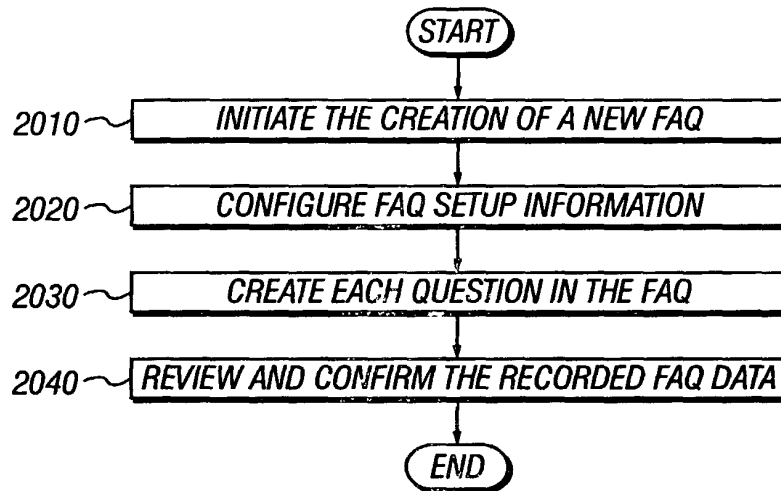 START
2010 INITIATE THE CREATION OF A NEW FAQ
2020 CONFIGURE FAQ SETUP INFORMATION
2030 CREATE EACH QUESTION IN THE FAQ
2040 REVIEW AND CONFIRM THE RECORDED FAQ DATA
END